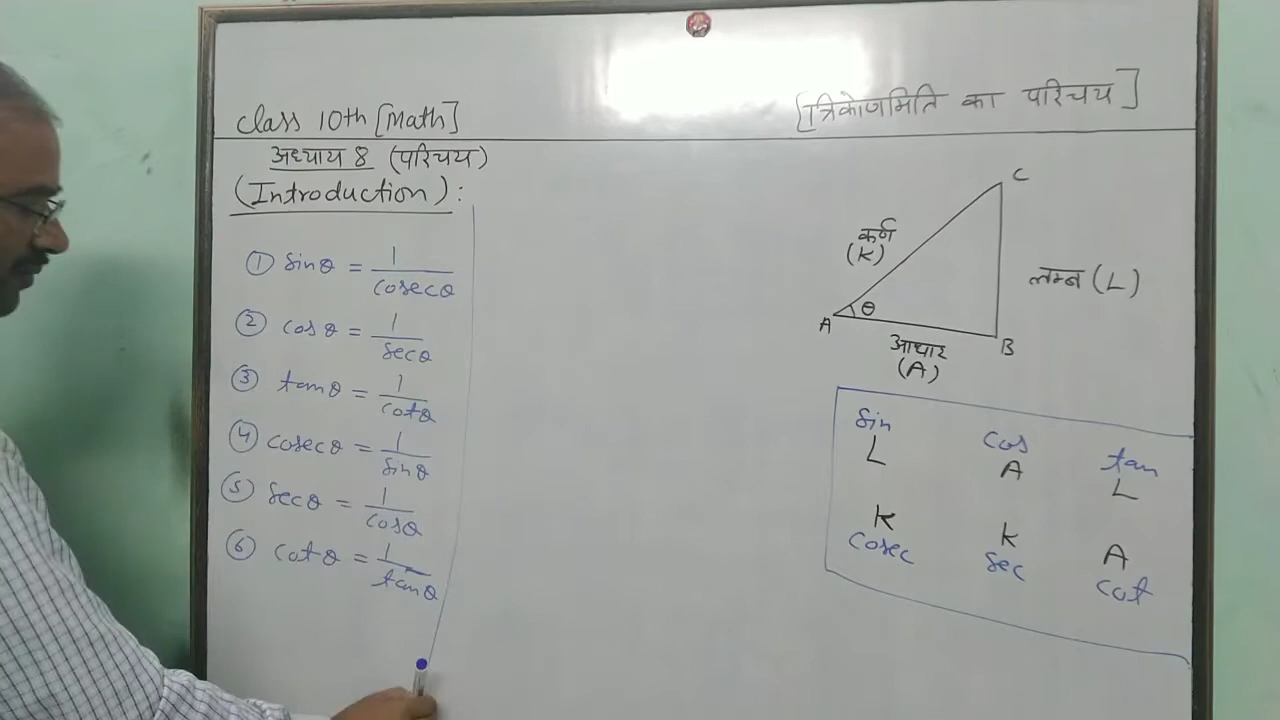 Class 10th [Math]
[त्रिकोणमिति का परिचय]
अध्याय 8 (परिचय)
(Introduction):
① sinθ = 1/cosecθ
② cosθ = 1/secθ
③ tanθ = 1/cotθ
④ cosecθ = 1/sinθ
⑤ secθ = 1/cosθ
⑥ cotθ = 1/tanθ
C
कर्ण
(K)
लम्ब (L)
θ
A
B
आधार
(A)
sin cos tan
L A L
K K A
cosec sec cot